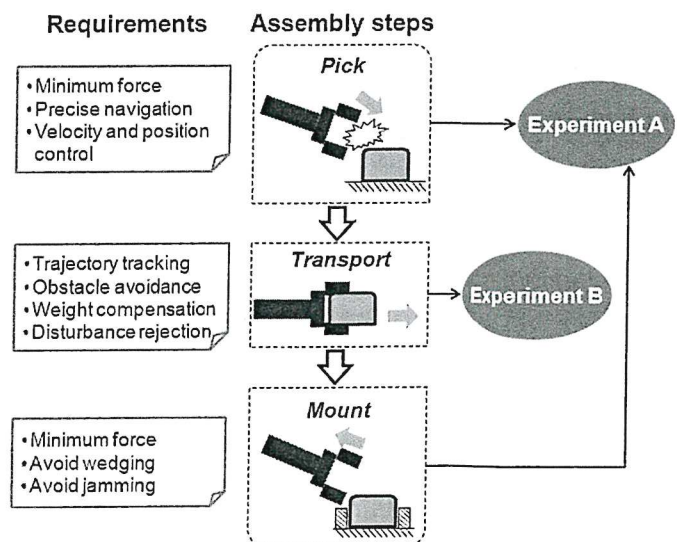 Requirements
Assembly steps
Pick
• Minimum force
• Precise navigation
• Velocity and position
control
Experiment A
Transport
• Trajectory tracking
• Obstacle avoidance
• Weight compensation
• Disturbance rejection
Experiment B
Mount
• Minimum force
• Avoid wedging
• Avoid jamming